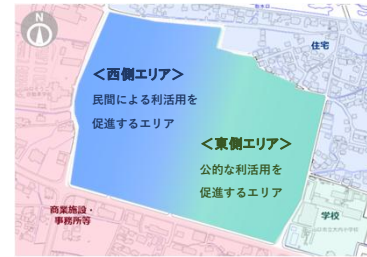 N
住宅
＜西側エリア＞
民間による利活用を
促進するエリア
＜東側エリア＞
公的な利活用を
促進するエリア
商業施設・
事務所等
学校